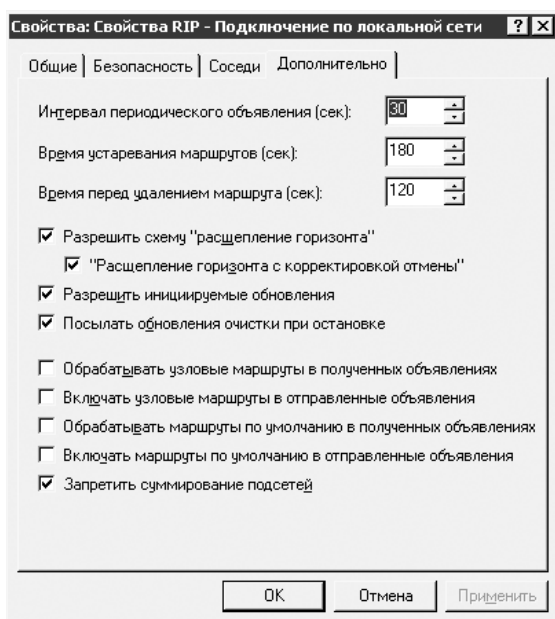 Свойства: Свойства RIP - Подключение по локальной сети
Общие Безопасность Соседи Дополнительно
Интервал периодического объявления (сек): 30
Время устаревания маршрутов (сек): 180
Время перед удалением маршрута (сек): 120
Разрешить схему "расщепление горизонта"
"Расщепление горизонта с корректировкой отмены"
Разрешить инициируемые обновления
Посылать обновления очистки при остановке
Обрабатывать узловые маршруты в полученных объявлениях
Включать узловые маршруты в отправленные объявления
Обрабатывать маршруты по умолчанию в полученных объявлениях
Включать маршруты по умолчанию в отправленные объявления
Запретить суммирование подсетей
OK Отмена Применить